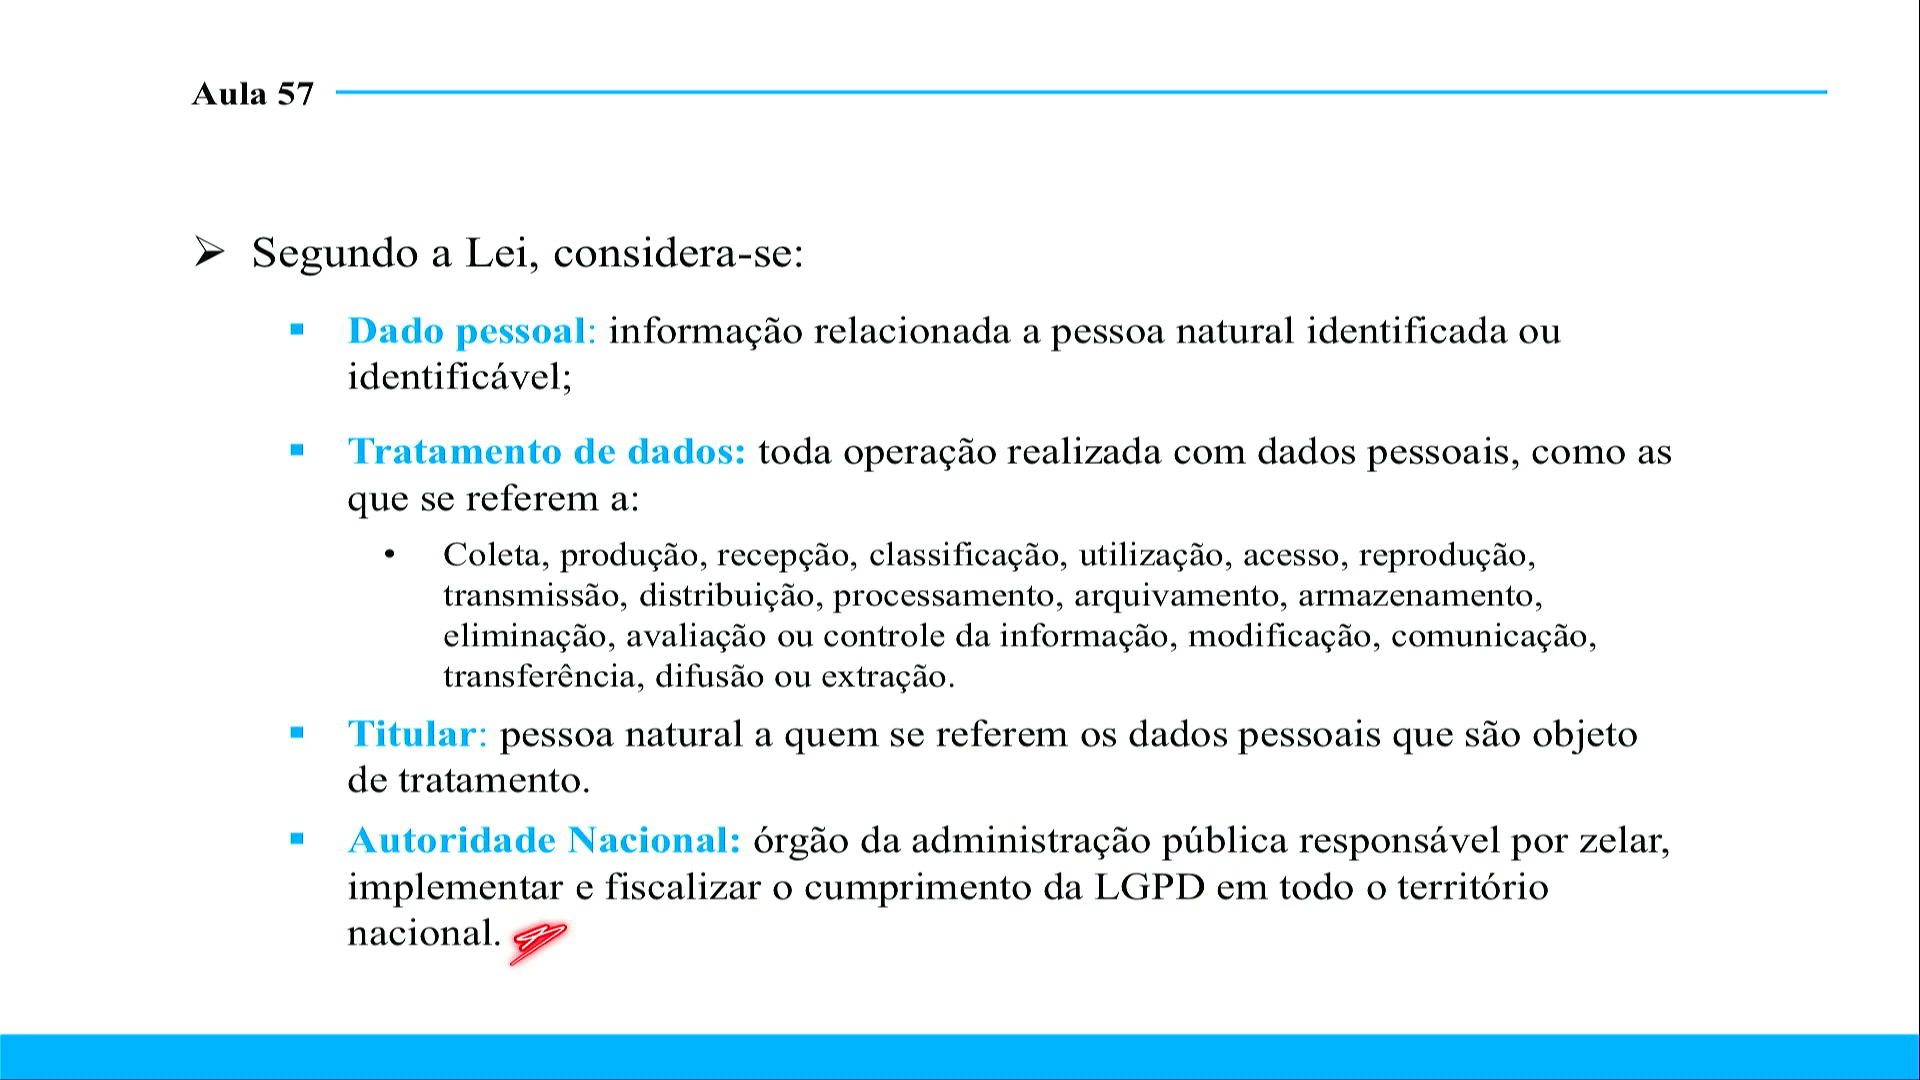 Aula 57
Segundo a Lei, considera-se:
Dado pessoal: informação relacionada a pessoa natural identificada ou
identificável;
Tratamento de dados: toda operação realizada com dados pessoais, como as
que se referem a:
Coleta, produção, recepção, classificação, utilização, acesso, reprodução,
transmissão, distribuição, processamento, arquivamento, armazenamento,
eliminação, avaliação ou controle da informação, modificação, comunicação,
transferência, difusão ou extração.
Titular: pessoa natural a quem se referem os dados pessoais que são objeto
de tratamento.
Autoridade Nacional: órgão da administração pública responsável por zelar,
implementar e fiscalizar o cumprimento da LGPD em todo o território
nacional.